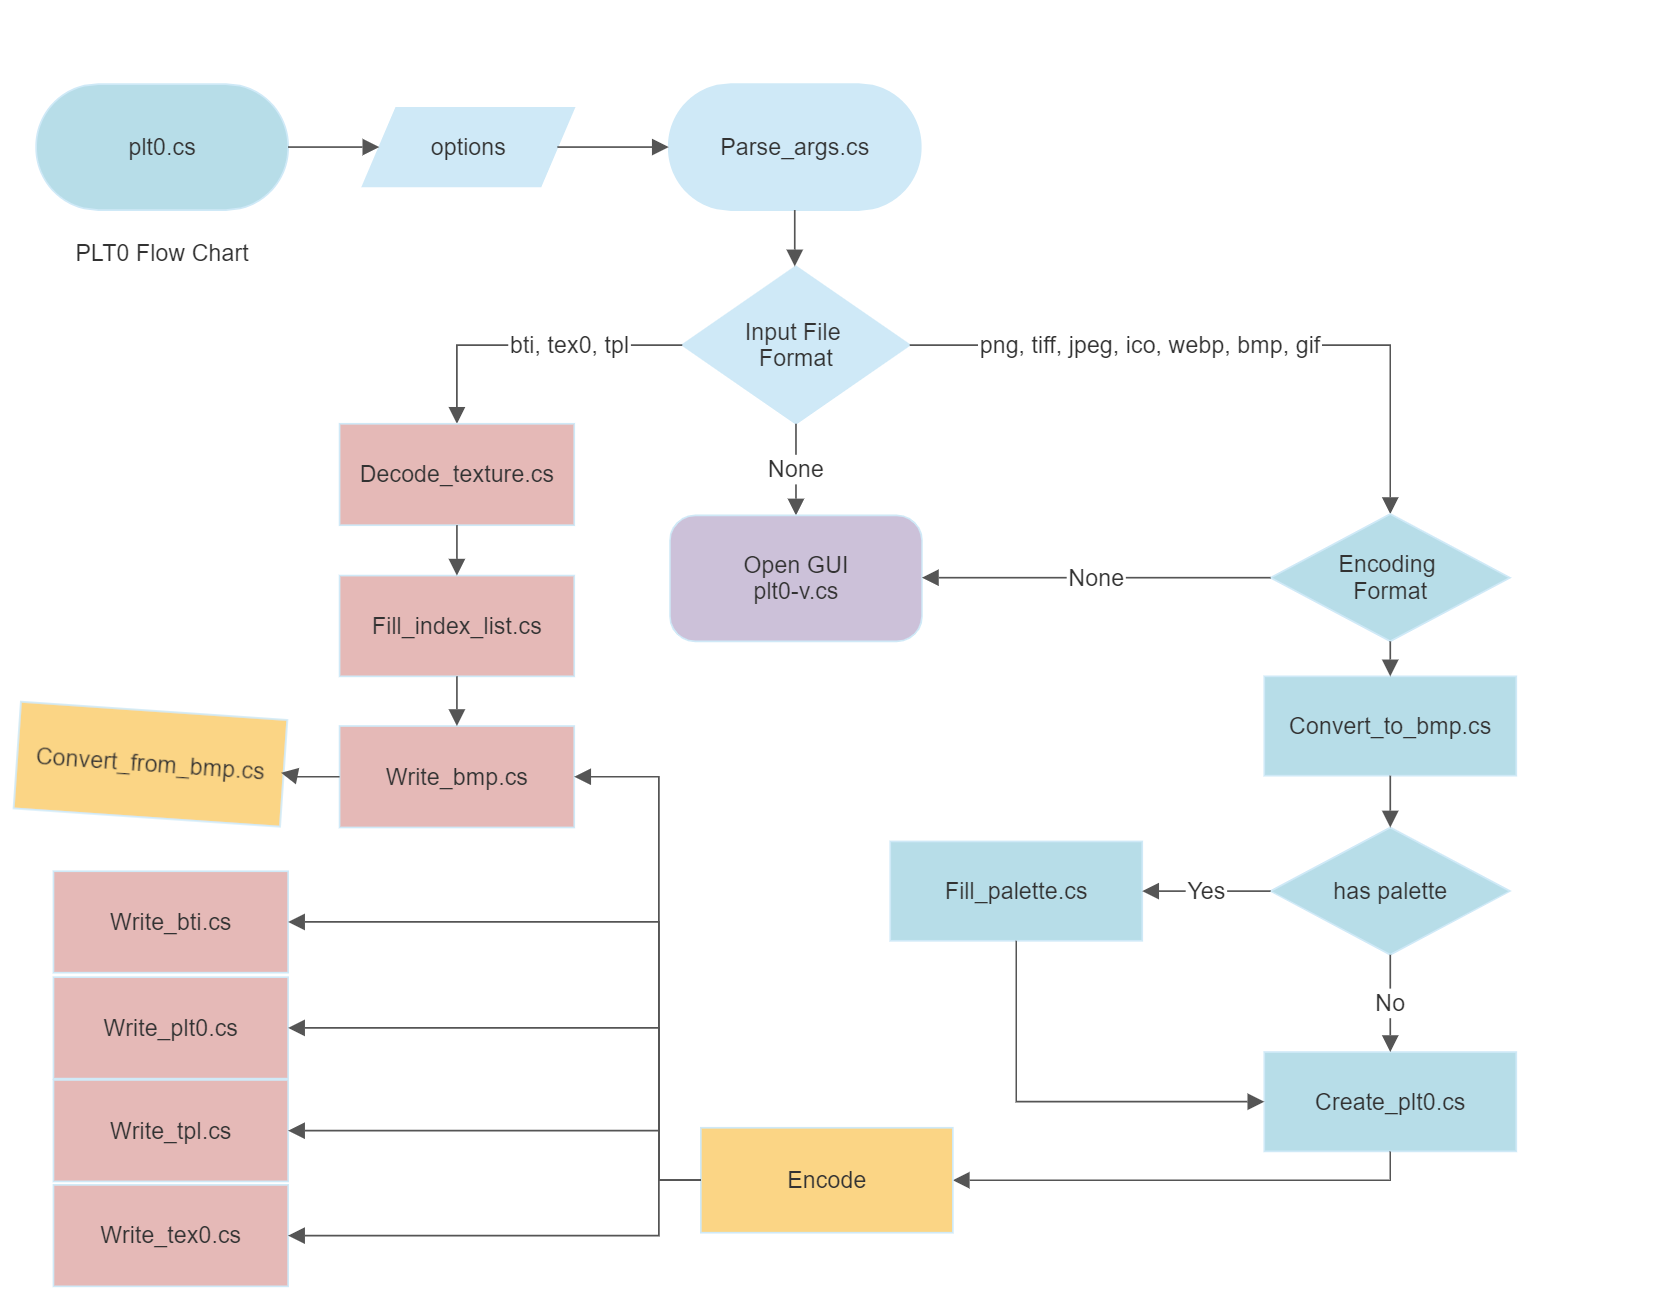 plt0.cs
options
Parse_args.cs
PLT0 Flow Chart
Input File
Format
bti, tex0, tpl
png, tiff, jpeg, ico, webp, bmp, gif
None
Decode_texture.cs
Open GUI
plt0-v.cs
None
Encoding
Format
Fill_index_list.cs
Convert_to_bmp.cs
Convert_from_bmp.cs
Write_bmp.cs
Fill_palette.cs
Yes
has palette
Write_bti.cs
No
Write_plt0.cs
Create_plt0.cs
Write_tpl.cs
Encode
Write_tex0.cs